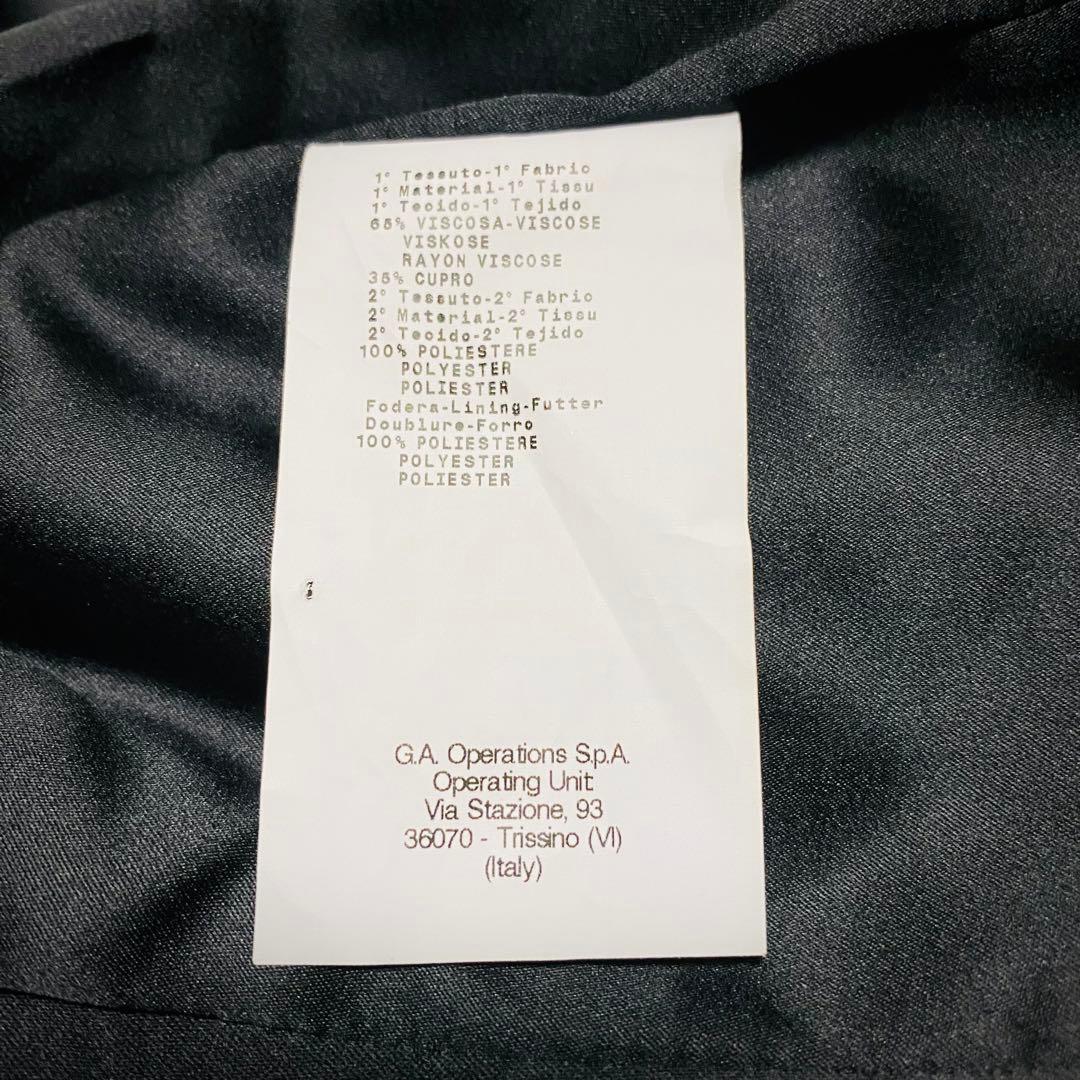 1° Tessuto-1° Fabric
1° Material-1° Tissu
1° Tecido-1° Tejido
65% VISCOSA-VISCOSE
VISKOSE
RAYON VISCOSE
35% CUPRO
2° Tessuto-2° Fabric
2° Material-2° Tissu
2° Tecido-2° Tejido
100% POLIESTERE
POLYESTER
POLIESTER
Fodera-Lining-Futter
Doublure-Forro
100% POLIESTERE
POLYESTER
POLIESTER
G.A. Operations S.p.A.
Operating Unit
Via Stazione, 93
36070 - Trissino (VI)
(Italy)